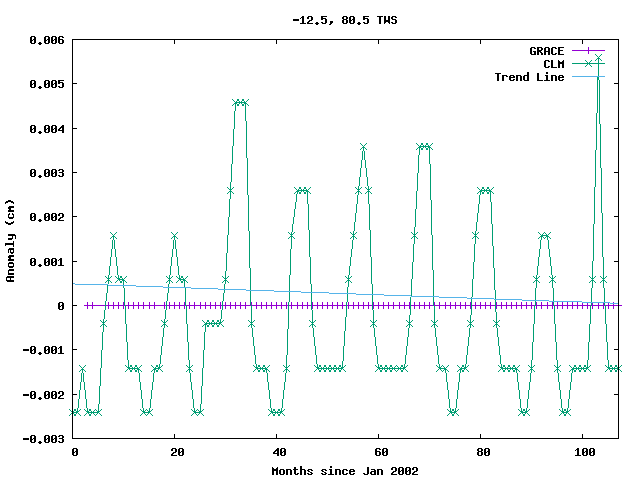 -12.5, 80.5 TWS
0.006
GRACE
CLM
Trend Line
0.005
0.004
0.003
0.002
0.001
0
-0.001
-0.002
-0.003
Anomaly (cm)
0 20 40 60 80 100
Months since Jan 2002